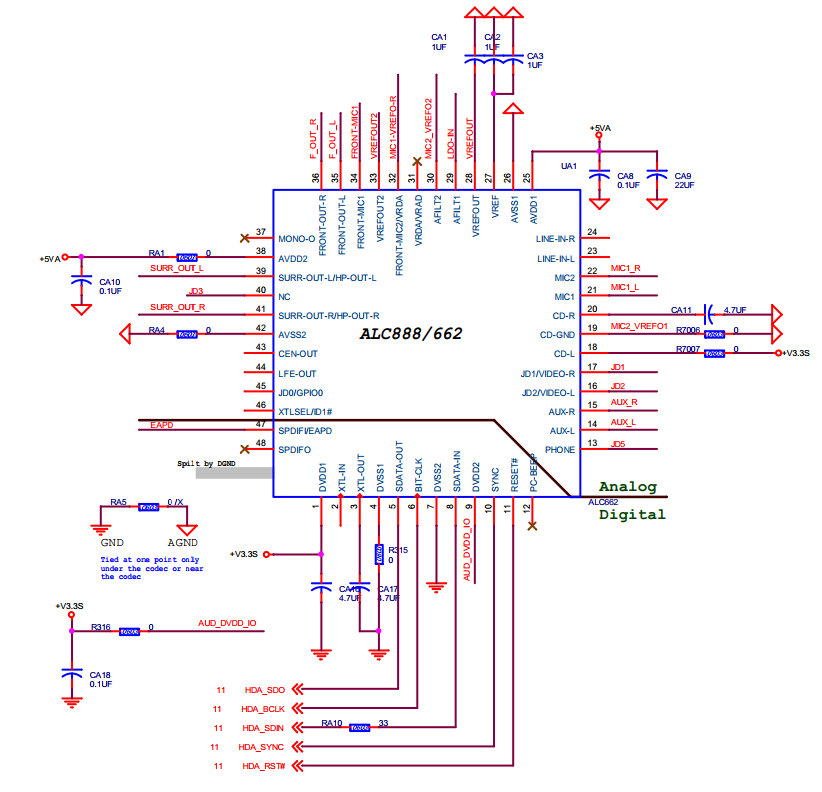 CA1
1UF
CA2
1UF
CA3
1UF
F_OUT_R
F_OUT_L
FRONT-MIC1
VREFOUT2
MIC1-VREFO-R
MIC2_VREFO2
LDO-IN
VREFOUT
+5VA
UA1
CA8
0.1UF
CA9
22UF
36
35
34
33
32
31
30
29
28
27
26
25
FRONT-OUT-R
FRONT-OUT-L
FRONT-MIC1
VREFOUT2
FRONT-MIC2/VRDA
VRDA/VRAD
AFILT2
AFILT1
VREFOUT
VREF
AVSS1
AVDD1
37 MONO-O
+5VA RA1 0 38 AVDD2
SURR_OUT_L 39 SURR-OUT-L/HP-OUT-L
CA10
0.1UF
JD3 40 NC
SURR_OUT_R 41 SURR-OUT-R/HP-OUT-R
RA4 0 42 AVSS2
43 CEN-OUT
44 LFE-OUT
45 JD0/GPIO0
46 XTLSEL/ID1#
EAPD 47 SPDIFI/EAPD
48 SPDIFO
ALC888/662
LINE-IN-R 24
LINE-IN-L 23
MIC2 22 MIC1_R
MIC1 21 MIC1_L
CD-R 20 CA11 4.7UF
CD-GND 19 MIC2_VREFO1 R7006 0
CD-L 18 R7007 0 +V3.3S
JD1/VIDEO-R 17 JD1
JD2/VIDEO-L 16 JD2
AUX-R 15 AUX_R
AUX-L 14 AUX_L
PHONE 13 JD5
Spilt by DGND
DVDD1
XTL-IN
XTL-OUT
DVSS1
SDATA-OUT
BIT-CLK
DVSS2
SDATA-IN
DVDD2
SYNC
RESET#
PC-BEEP
1
2
3
4
5
6
7
8
9
10
11
12
ALC662
Analog
Digital
RA5 0 /X
GND AGND
Tied at one point only
under the codec or near
the codec
+V3.3S
R315
0
AUD_DVDD_IO
4.7UF
CA17
4.7UF
+V3.3S
R316 0 AUD_DVDD_IO
CA18
0.1UF
11 HDA_SDO
11 HDA_BCLK
11 HDA_SDIN RA10 33
11 HDA_SYNC
11 HDA_RST#